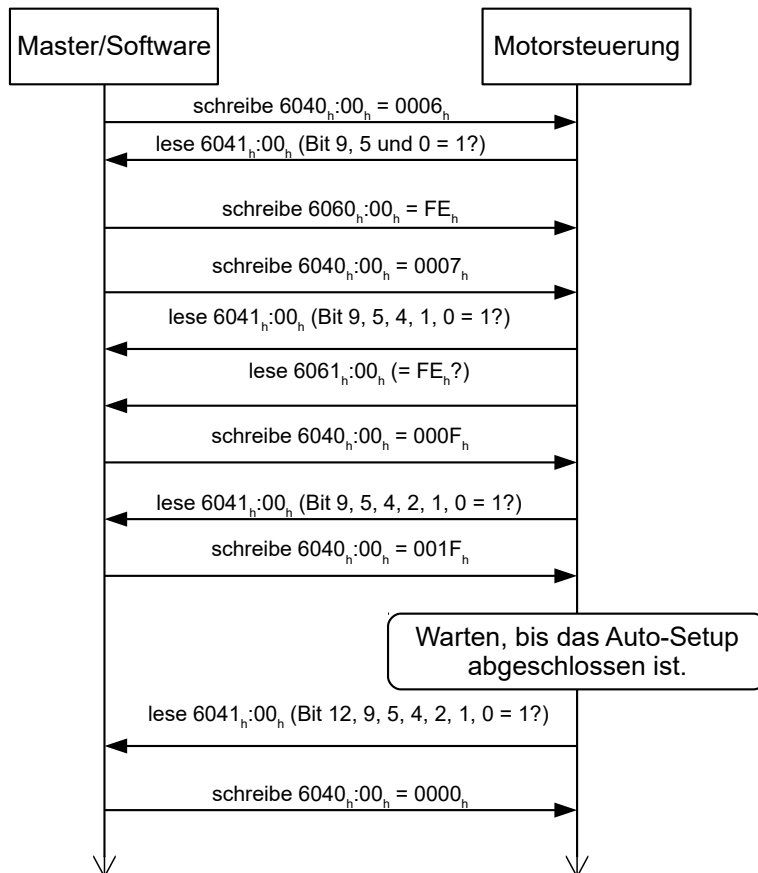 Master/Software
Motorsteuerung
schreibe 6040ₕ:00ₕ = 0006ₕ
lese 6041ₕ:00ₕ (Bit 9, 5 und 0 = 1?)
schreibe 6060ₕ:00ₕ = FEₕ
schreibe 6040ₕ:00ₕ = 0007ₕ
lese 6041ₕ:00ₕ (Bit 9, 5, 4, 1, 0 = 1?)
lese 6061ₕ:00ₕ (= FEₕ?)
schreibe 6040ₕ:00ₕ = 000Fₕ
lese 6041ₕ:00ₕ (Bit 9, 5, 4, 2, 1, 0 = 1?)
schreibe 6040ₕ:00ₕ = 001Fₕ
Warten, bis das Auto-Setup
abgeschlossen ist.
lese 6041ₕ:00ₕ (Bit 12, 9, 5, 4, 2, 1, 0 = 1?)
schreibe 6040ₕ:00ₕ = 0000ₕ